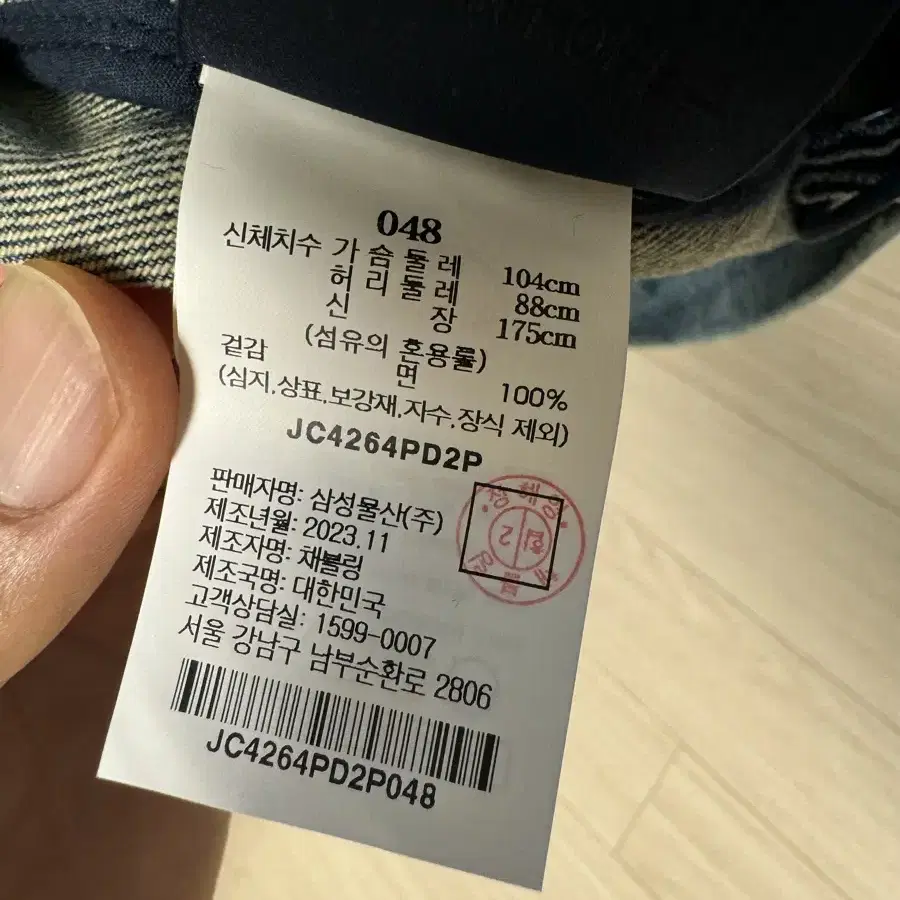 048
신체치수 가슴둘레 104cm
허리둘레 88cm
신장 175cm
(섬유의 혼용률)
겉감 면 100%
(심지,상표,보강재,자수,장식 제외)
JC4264PD2P
판매자명: 삼성물산(주)
제조년월: 2023.11
제조자명: 채블링
제조국명: 대한민국
고객상담실: 1599-0007
서울 강남구 남부순환로 2806
JC4264PD2P048